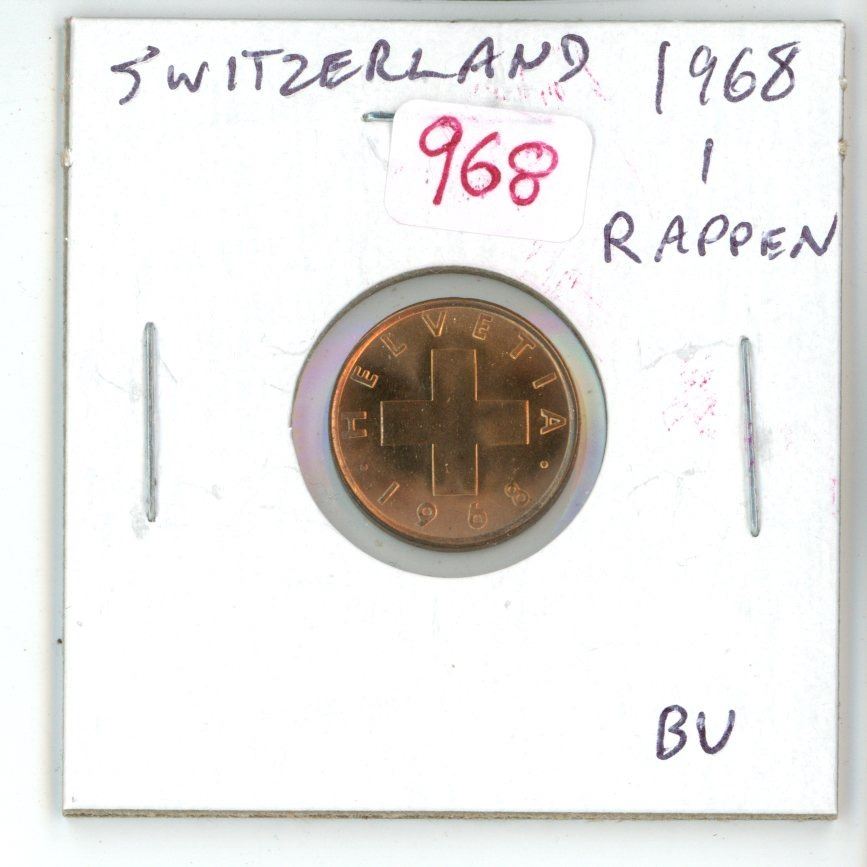 SWITZERLAND 1968
968
1
RAPPEN
HELVETIA
1968
BU